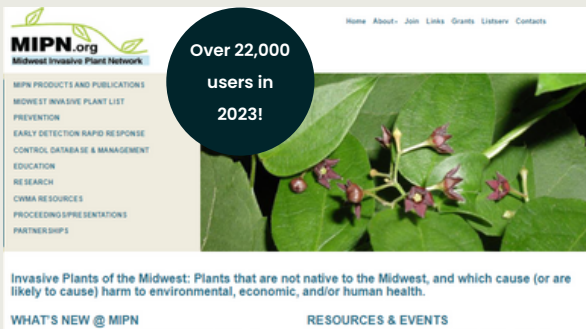 MIPN.org
Midwest Invasive Plant Network
Home About Join Links Grants Listserv Contacts
Over 22,000
users in
2023!
MIPN PRODUCTS AND PUBLICATIONS
MIDWEST INVASIVE PLANT LIST
PREVENTION
EARLY DETECTION RAPID RESPONSE
CONTROL DATABASE & MANAGEMENT
EDUCATION
RESEARCH
CWMA RESOURCES
PROCEEDINGS/PRESENTATIONS
PARTNERSHIPS
Invasive Plants of the Midwest: Plants that are not native to the Midwest, and which cause (or are
likely to cause) harm to environmental, economic, and/or human health.
WHAT'S NEW @ MIPN
RESOURCES & EVENTS